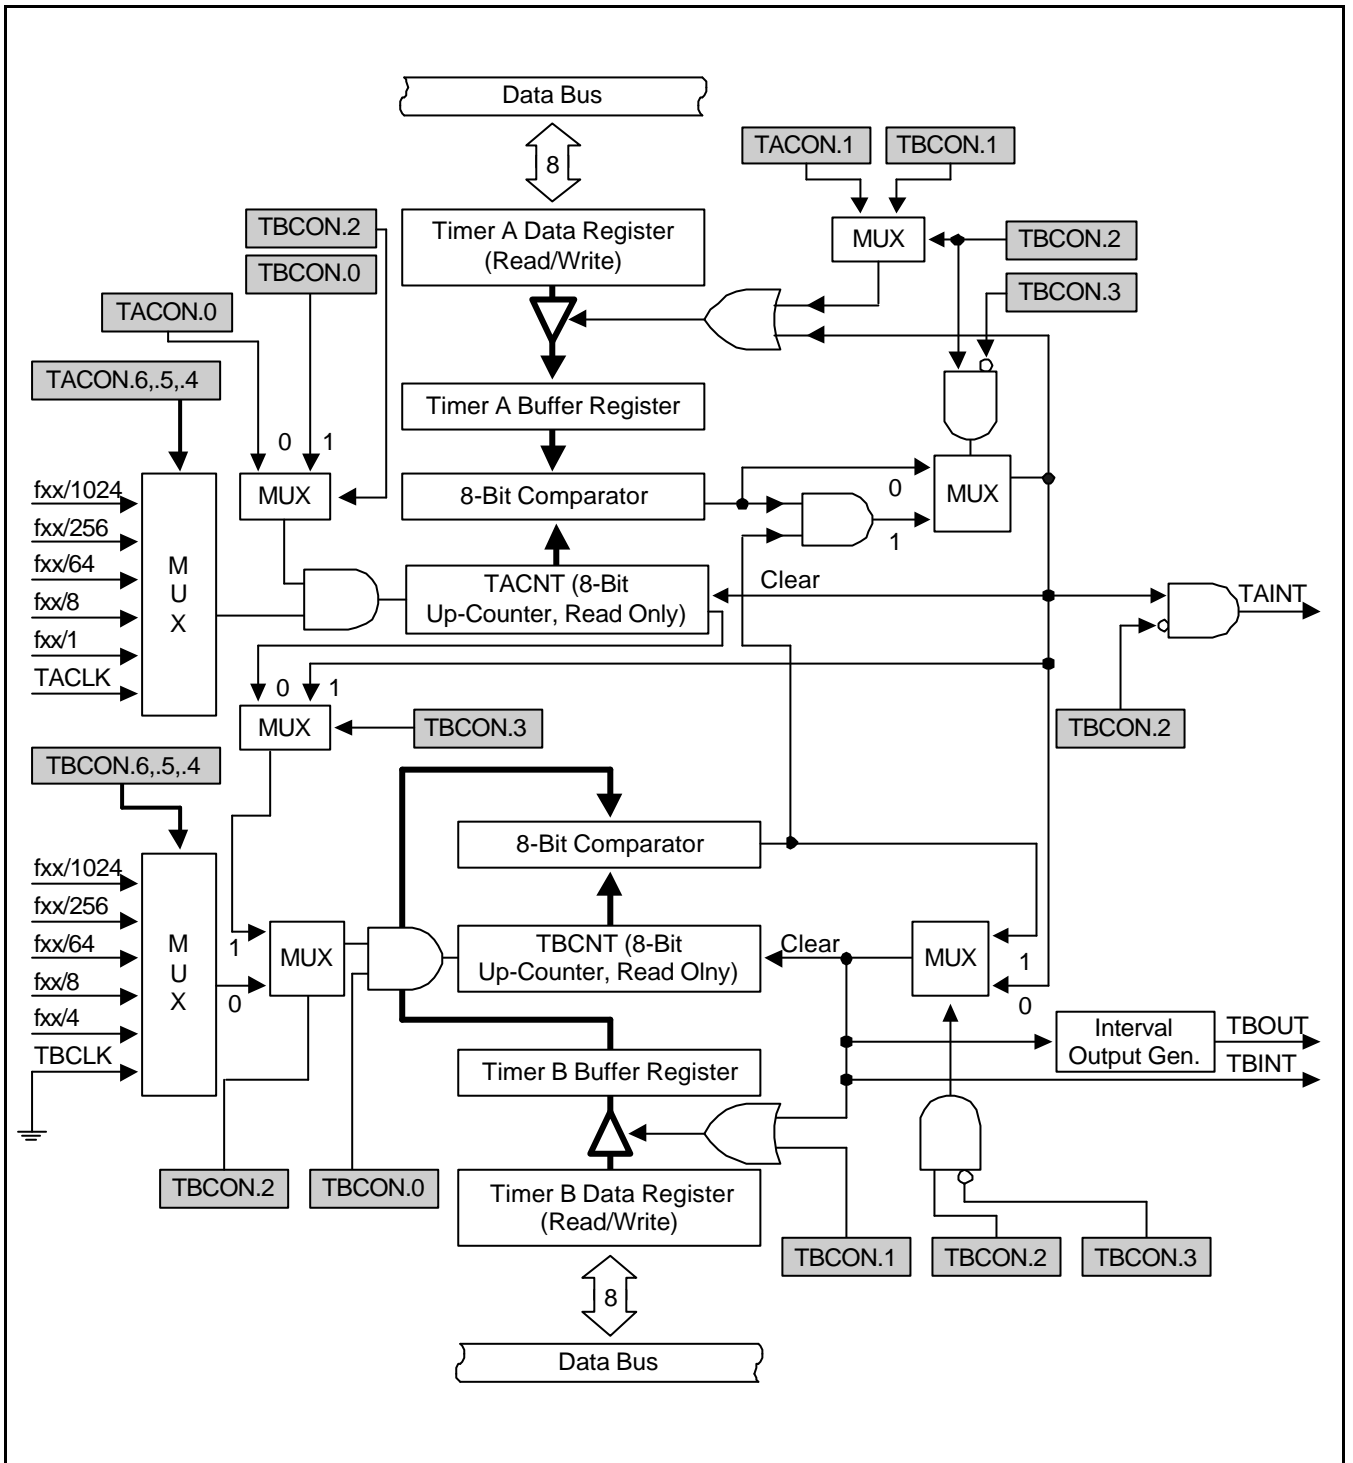 Data Bus
8
TACON.1
TBCON.1
TBCON.2
Timer A Data Register
(Read/Write)
MUX
TBCON.2
TBCON.0
TBCON.3
TACON.0
TACON.6,.5,.4
Timer A Buffer Register
0
1
fxx/1024
fxx/256
fxx/64
fxx/8
fxx/1
TACLK
M
U
X
MUX
8-Bit Comparator
0
1
MUX
TACNT (8-Bit
Up-Counter, Read Only)
Clear
TAINT
0
1
MUX
TBCON.3
TBCON.2
TBCON.6,.5,.4
8-Bit Comparator
fxx/1024
fxx/256
fxx/64
fxx/8
fxx/4
TBCLK
M
U
X
1
0
MUX
TBCNT (8-Bit
Up-Counter, Read Olny)
Clear
MUX
1
0
Interval
Output Gen.
TBOUT
TBINT
Timer B Buffer Register
TBCON.2
TBCON.0
Timer B Data Register
(Read/Write)
TBCON.1
TBCON.2
TBCON.3
8
Data Bus